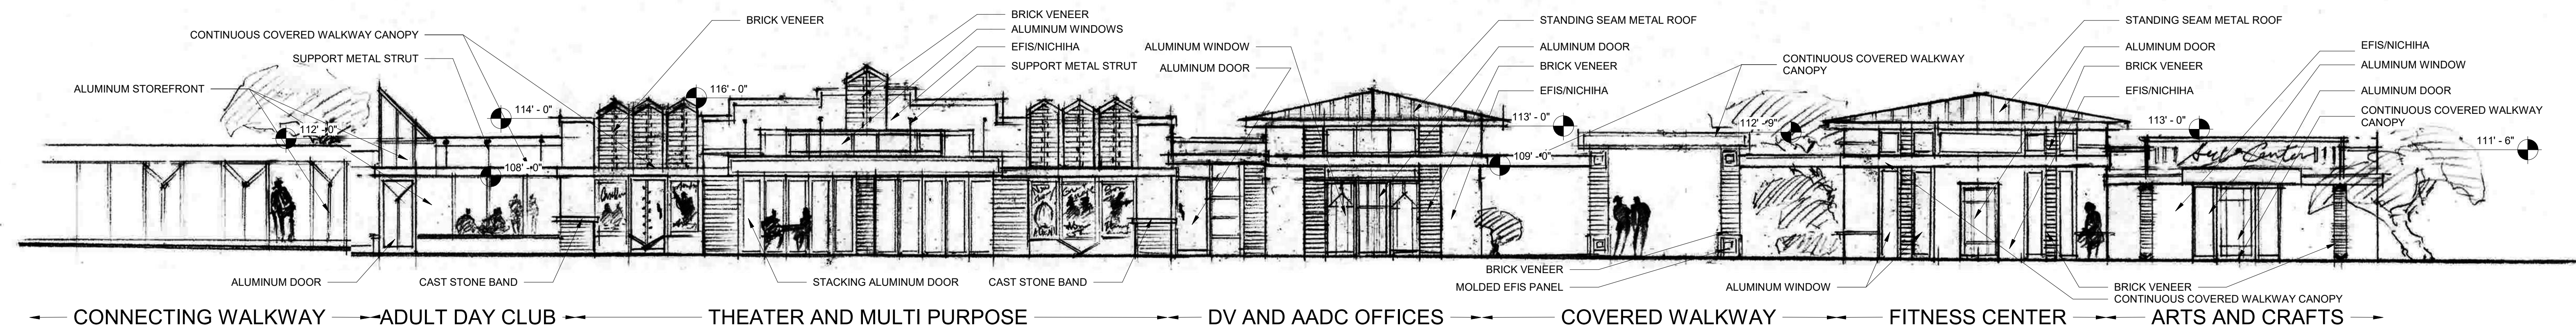 BRICK VENEER
CONTINUOUS COVERED WALKWAY CANOPY
SUPPORT METAL STRUT
ALUMINUM STOREFRONT
112' - 0"
114' - 0"
108' - 0"
116' - 0"
BRICK VENEER
ALUMINUM WINDOWS
EFIS/NICHIHA
SUPPORT METAL STRUT
ALUMINUM WINDOW
ALUMINUM DOOR
STANDING SEAM METAL ROOF
ALUMINUM DOOR
BRICK VENEER
EFIS/NICHIHA
113' - 0"
109' - 0"
CONTINUOUS COVERED WALKWAY
CANOPY
112' - 9"
STANDING SEAM METAL ROOF
ALUMINUM DOOR
BRICK VENEER
EFIS/NICHIHA
113' - 0"
EFIS/NICHIHA
ALUMINUM WINDOW
ALUMINUM DOOR
CONTINUOUS COVERED WALKWAY
CANOPY
111' - 6"
Center
ALUMINUM DOOR
CAST STONE BAND
STACKING ALUMINUM DOOR
CAST STONE BAND
BRICK VENEER
MOLDED EFIS PANEL
ALUMINUM WINDOW
BRICK VENEER
CONTINUOUS COVERED WALKWAY CANOPY
CONNECTING WALKWAY
ADULT DAY CLUB
THEATER AND MULTI PURPOSE
DV AND AADC OFFICES
COVERED WALKWAY
FITNESS CENTER
ARTS AND CRAFTS